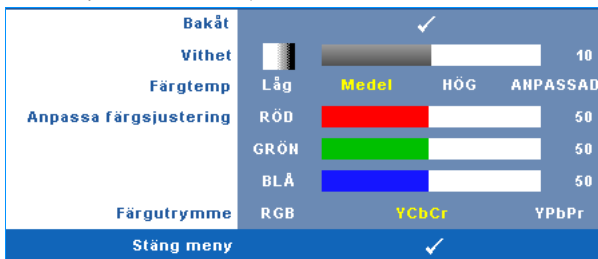 Bakåt
Vithet 10
Färgtemp Låg Medel HÖG ANPASSAD
Anpassa färgsjustering RÖD 50
GRÖN 50
BLÅ 50
Färgutrymme RGB YCbCr YPbPr
Stäng meny